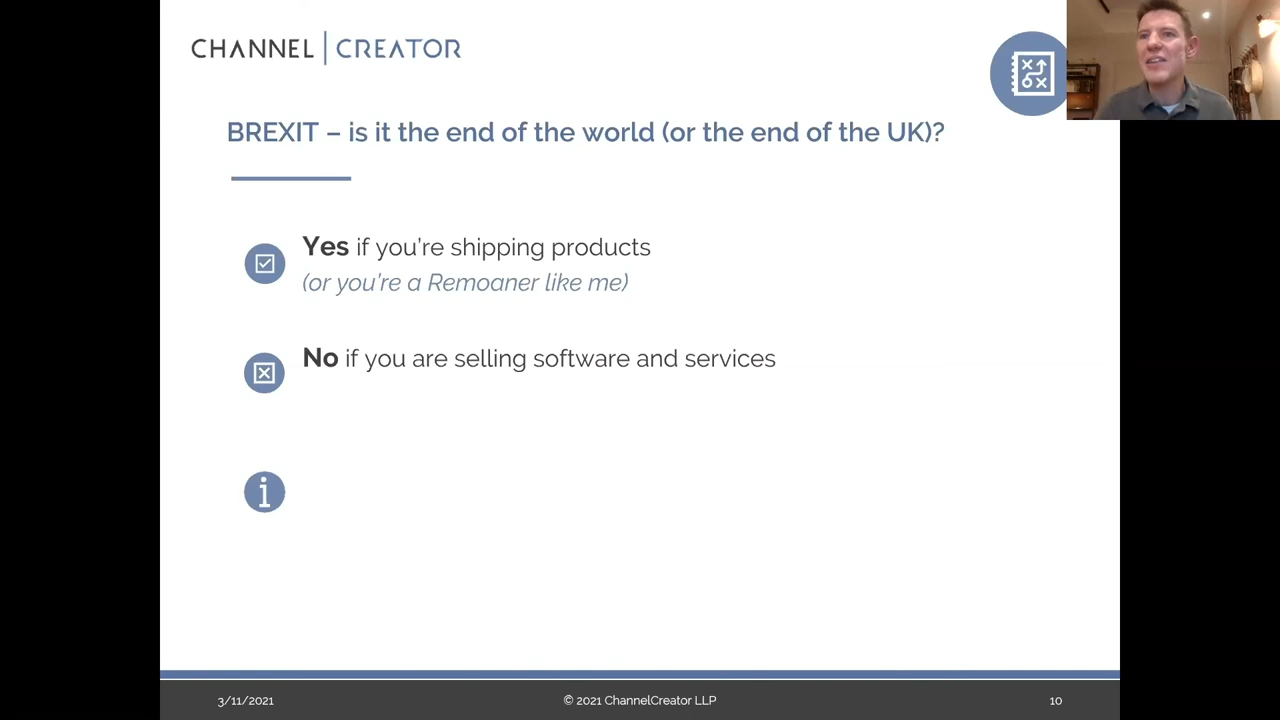 CHANNEL | CREATOR
BREXIT – is it the end of the world (or the end of the UK)?
Yes if you're shipping products
(or you're a Remoaner like me)
No if you are selling software and services
3/11/2021
© 2021 ChannelCreator LLP
10